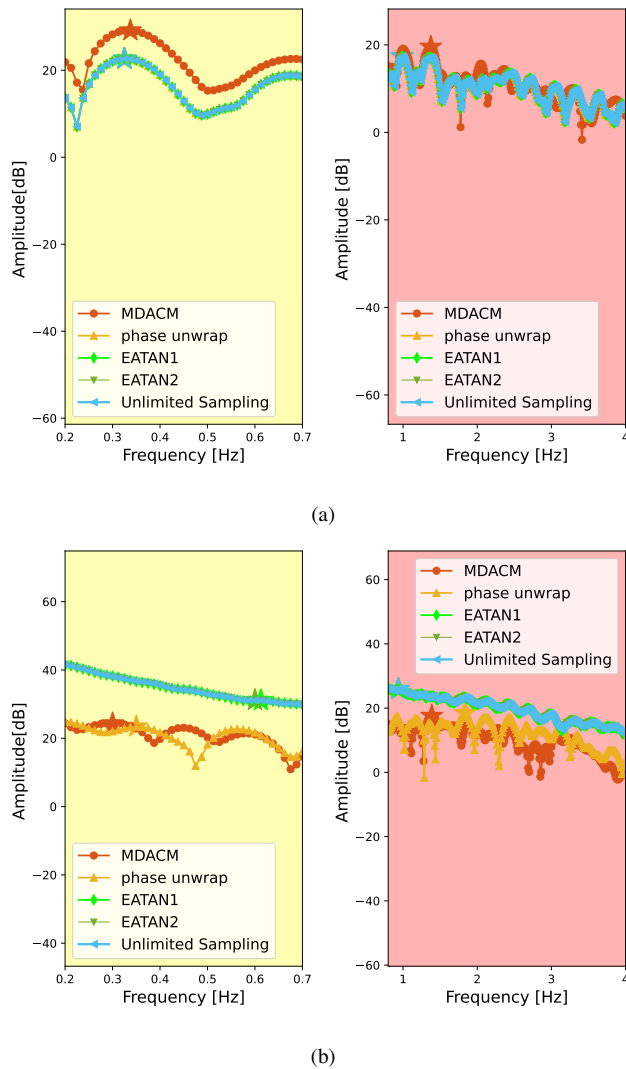 20
0
−20
−40
−60
Amplitude[dB]
MDACM
phase unwrap
EATAN1
EATAN2
Unlimited Sampling
0.2 0.3 0.4 0.5 0.6 0.7
Frequency [Hz]
20
0
−20
−40
−60
Amplitude [dB]
MDACM
phase unwrap
EATAN1
EATAN2
Unlimited Sampling
1 2 3 4
Frequency [Hz]
(a)
60
40
20
0
−20
−40
Amplitude[dB]
MDACM
phase unwrap
EATAN1
EATAN2
Unlimited Sampling
0.2 0.3 0.4 0.5 0.6 0.7
Frequency [Hz]
60
40
20
0
−20
−40
−60
Amplitude [dB]
MDACM
phase unwrap
EATAN1
EATAN2
Unlimited Sampling
1 2 3 4
Frequency [Hz]
(b)